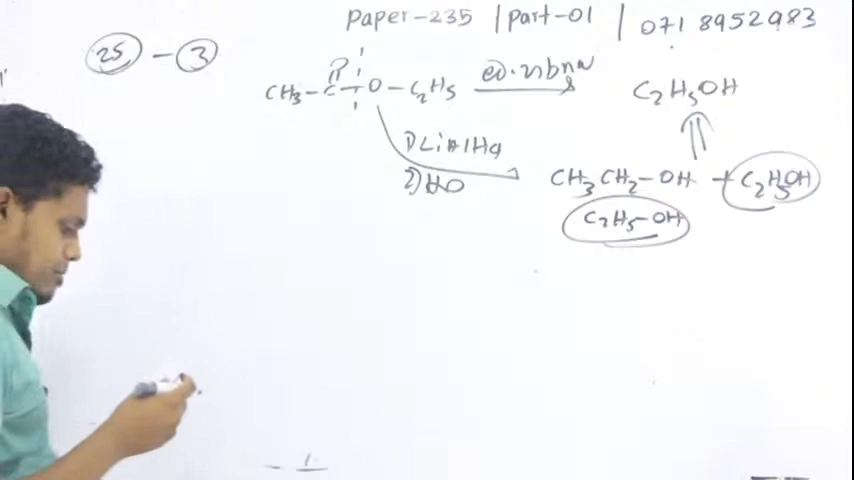 Paper-235 | Part-01 | 071 8952983
25 - 3
CH3-C-O-C2H5
O
C2H5OH
1) LiAlH4
2) H2O
CH3CH2-OH + C2H5OH
C2H5-OH